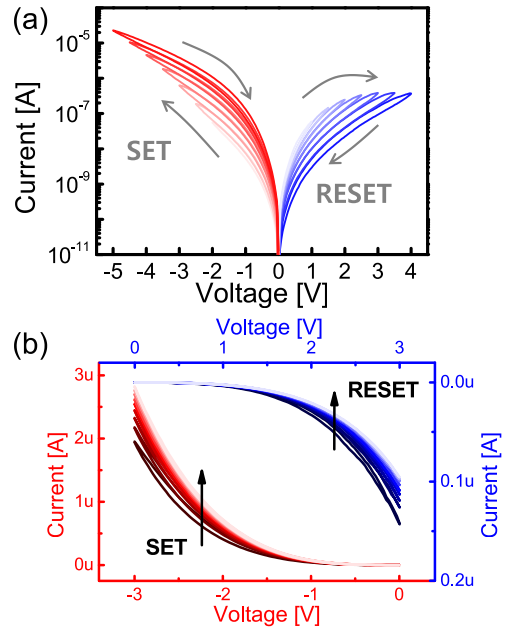 (a)
Current [A]
10^-5
10^-7
10^-9
10^-11
SET
RESET
-5 -4 -3 -2 -1 0 1 2 3 4
Voltage [V]
Voltage [V]
(b)
0 1 2 3
3u
2u
1u
0u
Current [A]
RESET
SET
0.0u
0.1u
0.2u
Current [A]
-3 -2 -1 0
Voltage [V]